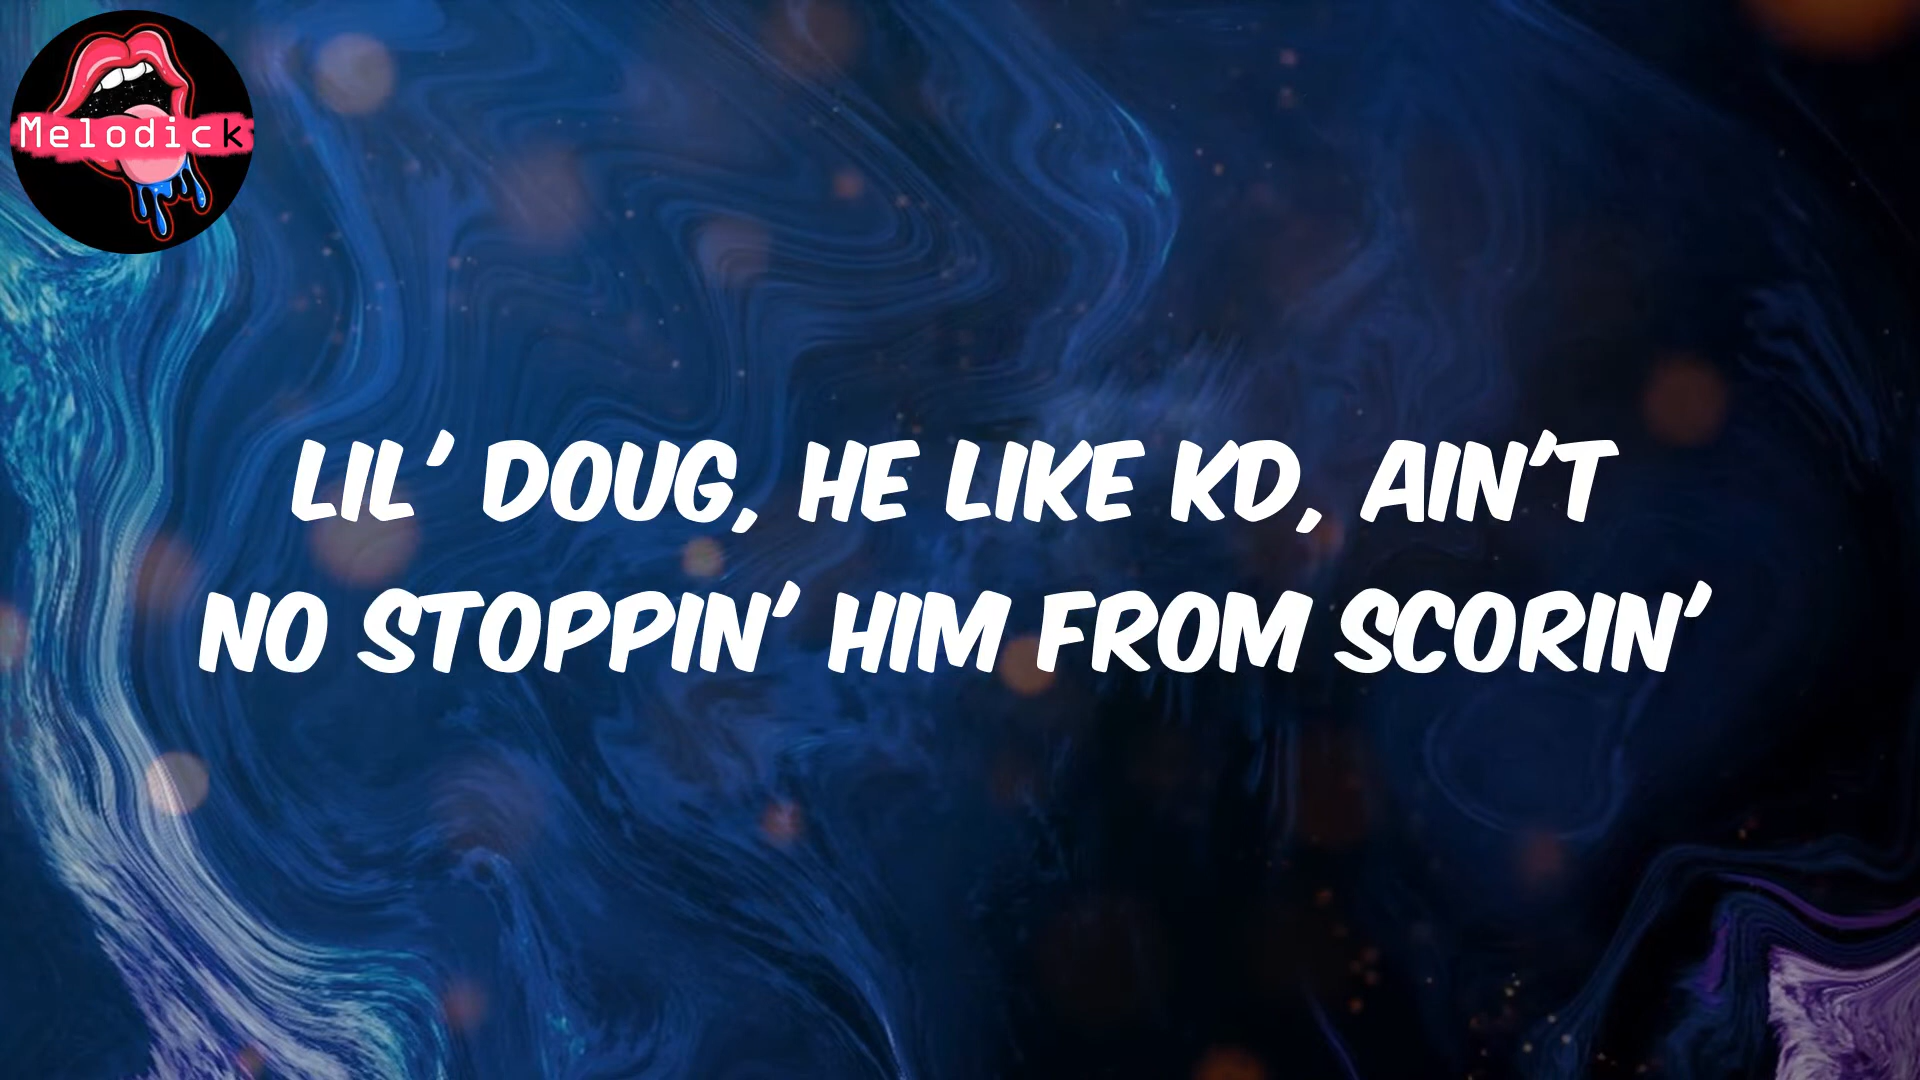 Melodick
LIL' DOUG, HE LIKE KD, AIN'T
NO STOPPIN' HIM FROM SCORIN'